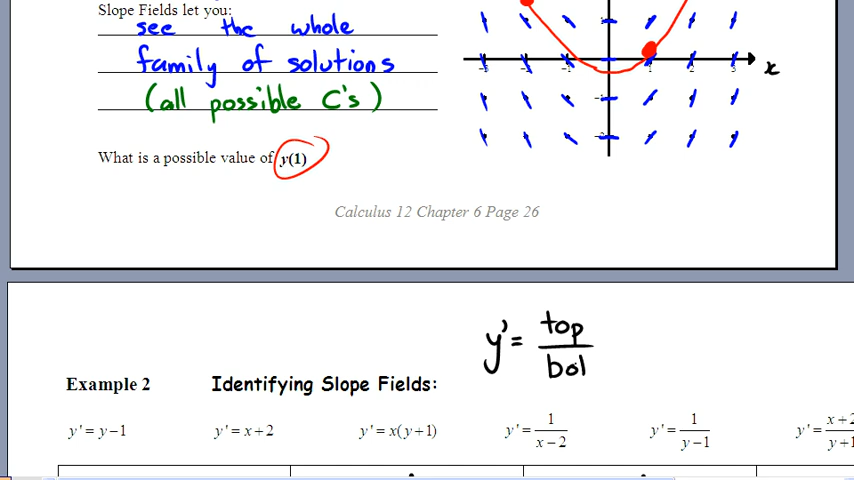 Slope Fields let you:
see the whole
family of solutions
(all possible C's)
What is a possible value of y(1)
x
Calculus 12 Chapter 6 Page 26
y' = top / bot
Example 2 Identifying Slope Fields:
y' = y−1 y' = x+2 y' = x(y+1) y' = 1/(x−2) y' = 1/(y−1) y' = x+2/y+1